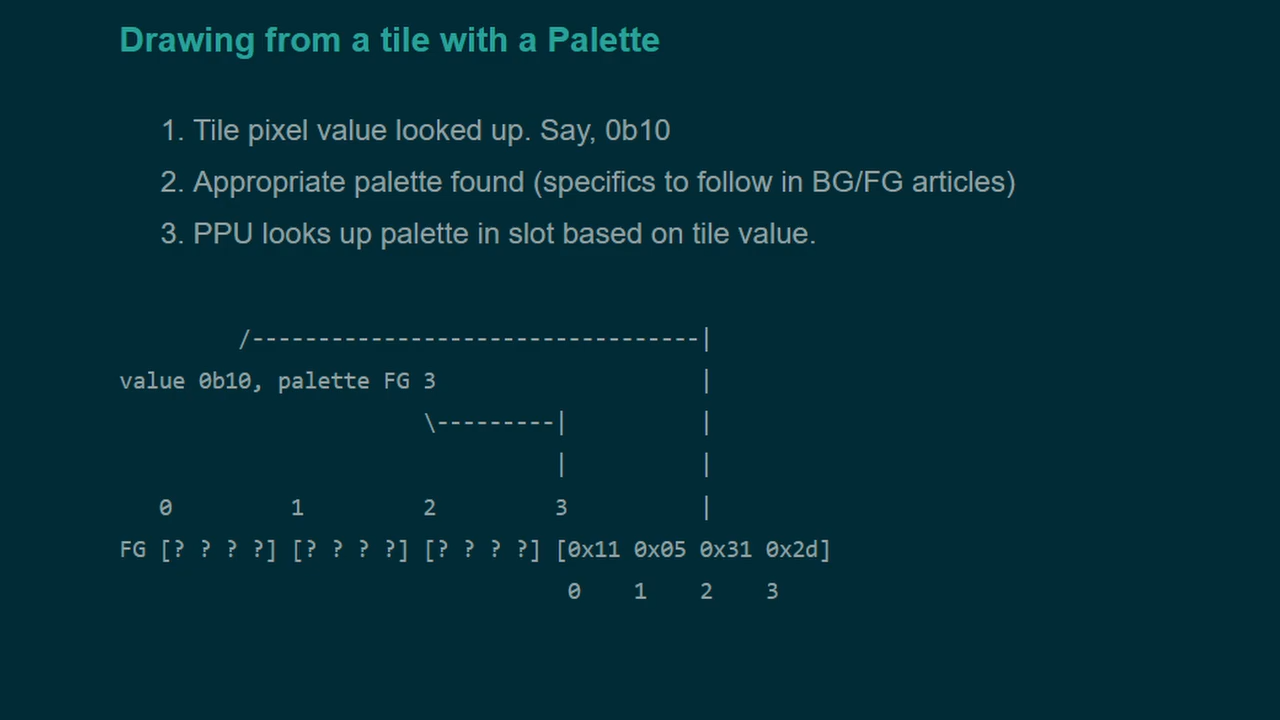 Drawing from a tile with a Palette
1. Tile pixel value looked up. Say, 0b10
2. Appropriate palette found (specifics to follow in BG/FG articles)
3. PPU looks up palette in slot based on tile value.
/----------------------------------|
value 0b10, palette FG 3 |
\---------| |
| |
0 1 2 3 |
FG [? ? ? ?] [? ? ? ?] [? ? ? ?] [0x11 0x05 0x31 0x2d]
0 1 2 3